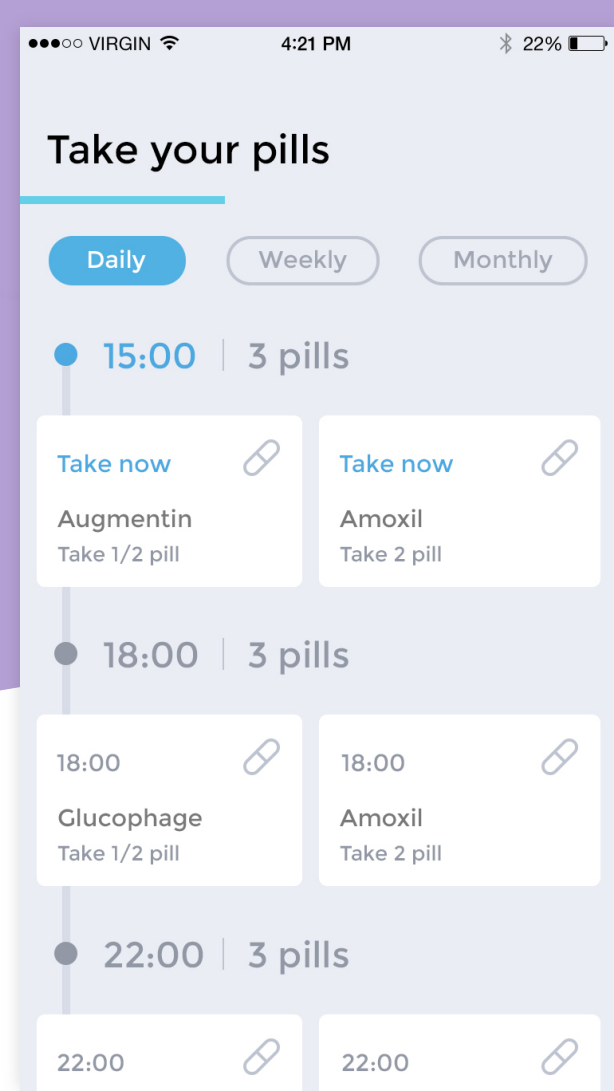 VIRGIN 4:21 PM 22%
Take your pills
Daily Weekly Monthly
15:00 3 pills
Take now Take now
Augmentin Amoxil
Take 1/2 pill Take 2 pill
18:00 3 pills
18:00 18:00
Glucophage Amoxil
Take 1/2 pill Take 2 pill
22:00 3 pills
22:00 22:00